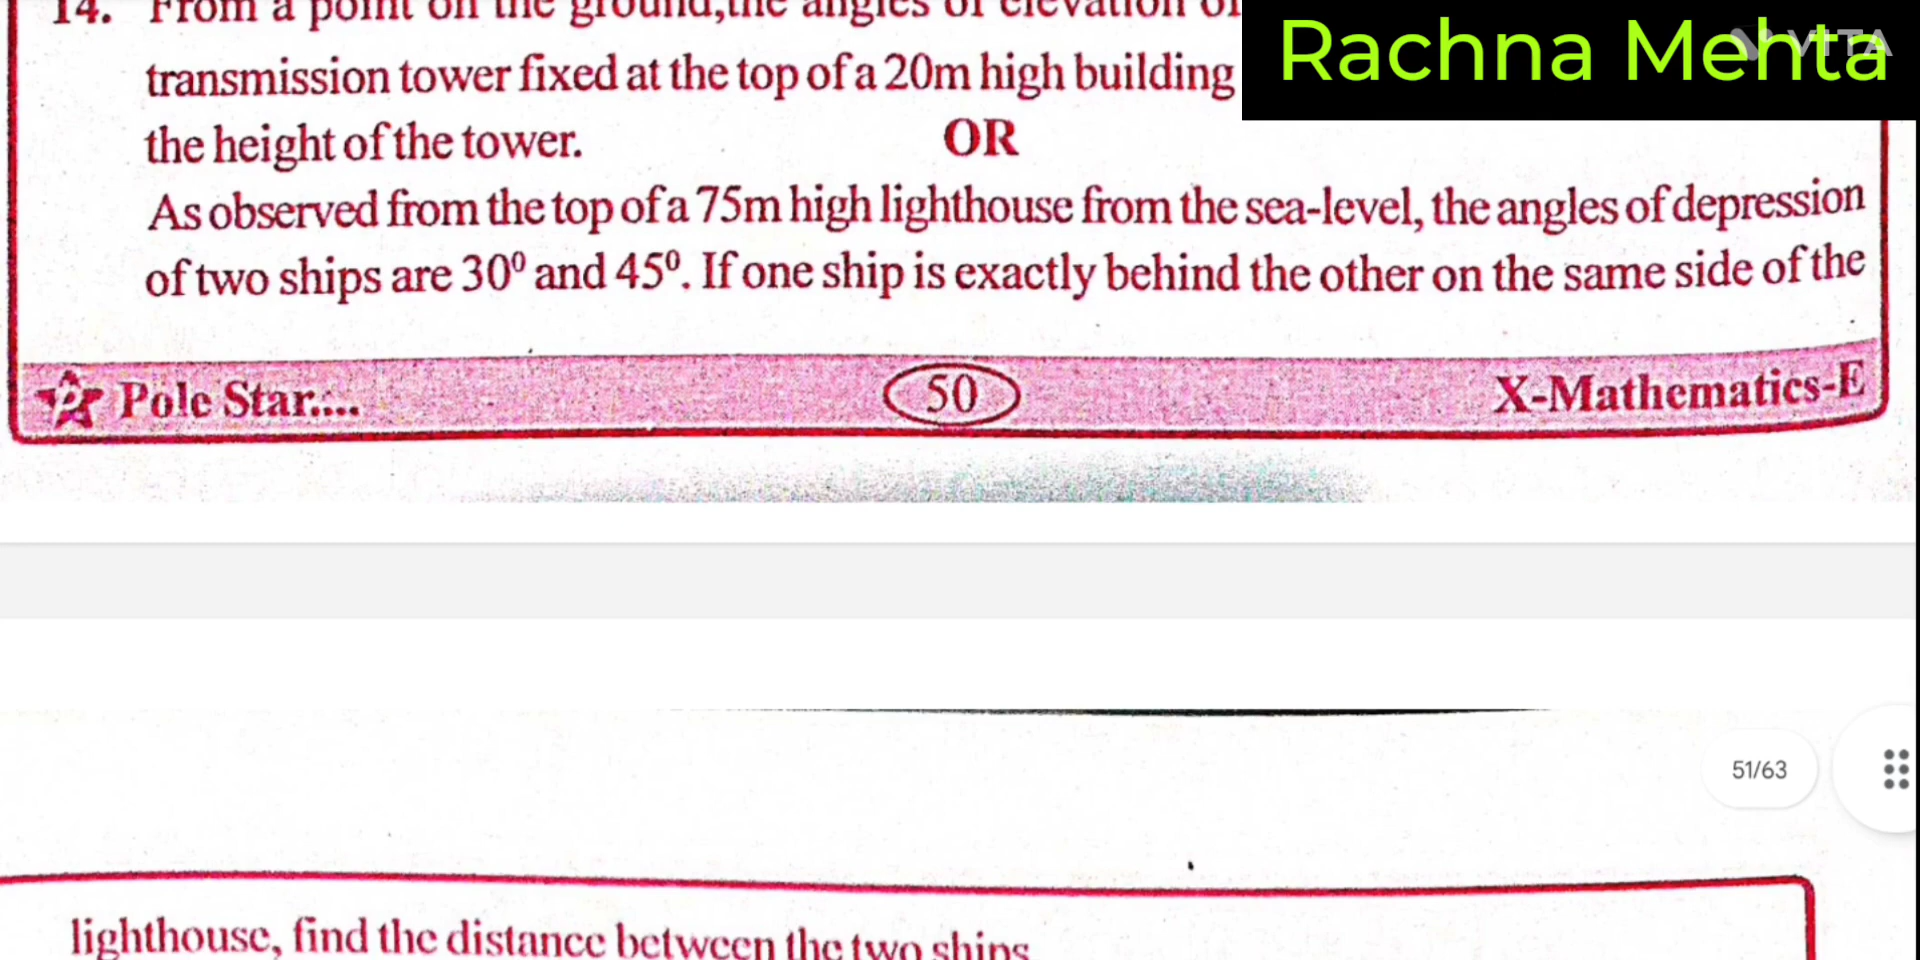 14. From a point on the ground, the angles of elevation of
Rachna Mehta
VITA
transmission tower fixed at the top of a 20m high building
the height of the tower.
OR
As observed from the top of a 75m high lighthouse from the sea-level, the angles of depression
of two ships are 30⁰ and 45⁰. If one ship is exactly behind the other on the same side of the
Pole Star....
50
X-Mathematics-E
51/63
lighthouse, find the distance between the two ships